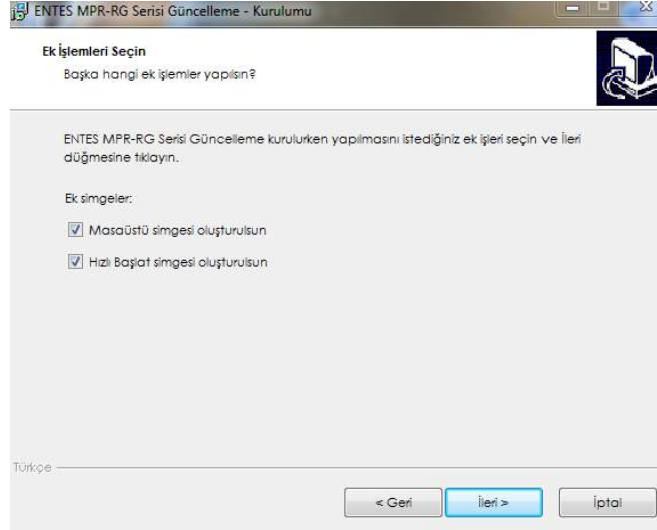 ENTES MPR-RG Serisi Güncelleme - Kurulumu
Ek İşlemleri Seçin
Başka hangi ek işlemler yapılsın?
ENTES MPR-RG Serisi Güncelleme kurulurken yapılmasını istediğiniz ek işleri seçin ve İleri
düğmesine tıklayın.
Ek simgeler:
Masaüstü simgesi oluşturulsun
Hızlı Başlat simgesi oluşturulsun
Türkçe
< Geri
İleri >
İptal